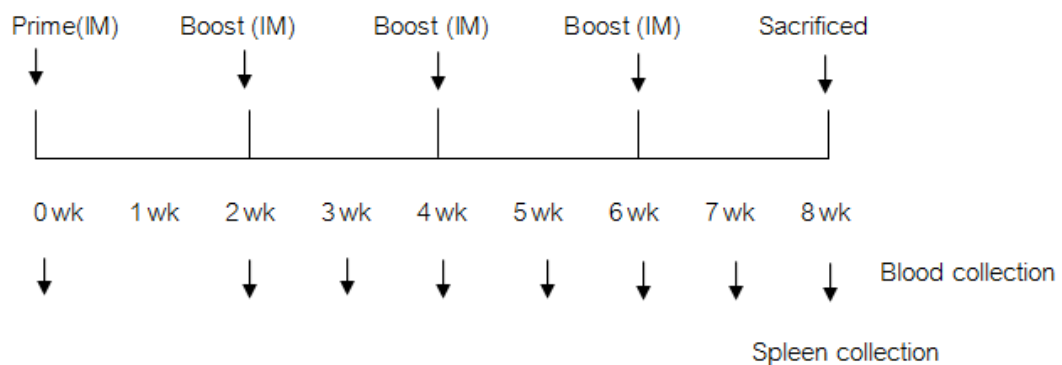 Prime(IM) Boost (IM) Boost (IM) Boost (IM) Sacrificed
0 wk 1 wk 2 wk 3 wk 4 wk 5 wk 6 wk 7 wk 8 wk
Blood collection
Spleen collection